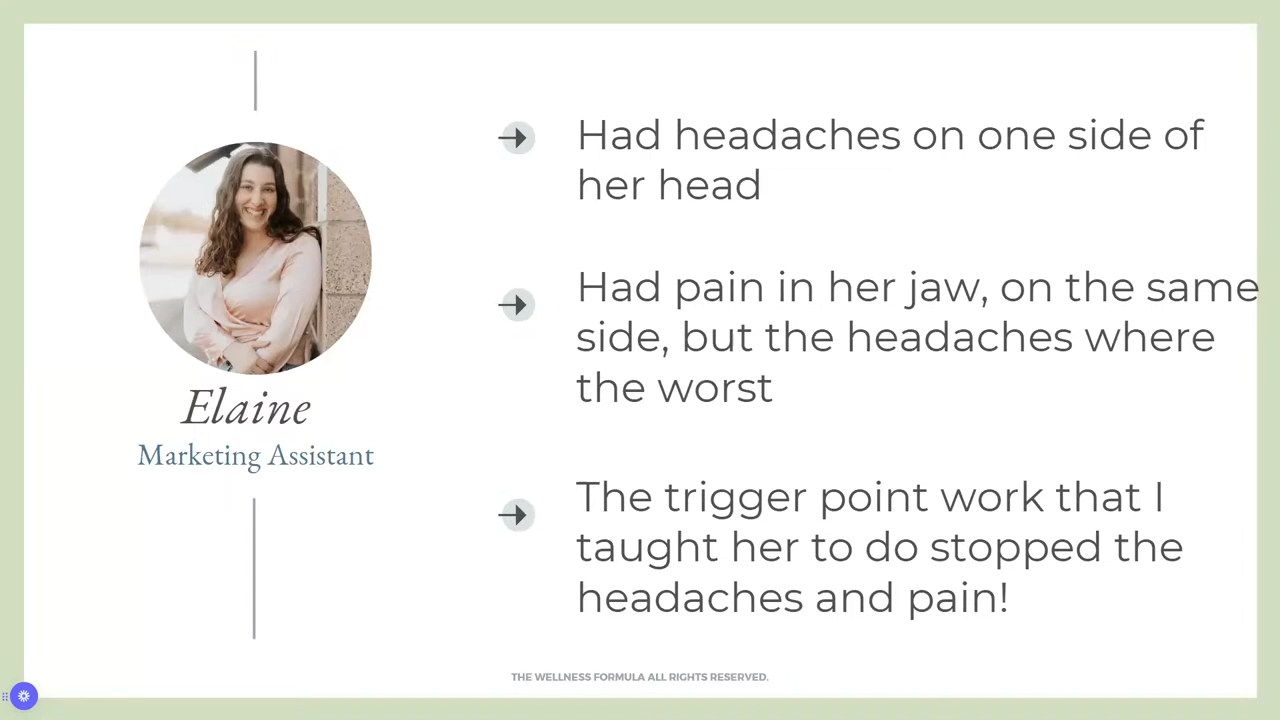 Had headaches on one side of
her head
Had pain in her jaw, on the same
side, but the headaches where
the worst
Elaine
Marketing Assistant
The trigger point work that I
taught her to do stopped the
headaches and pain!
THE WELLNESS FORMULA ALL RIGHTS RESERVED.